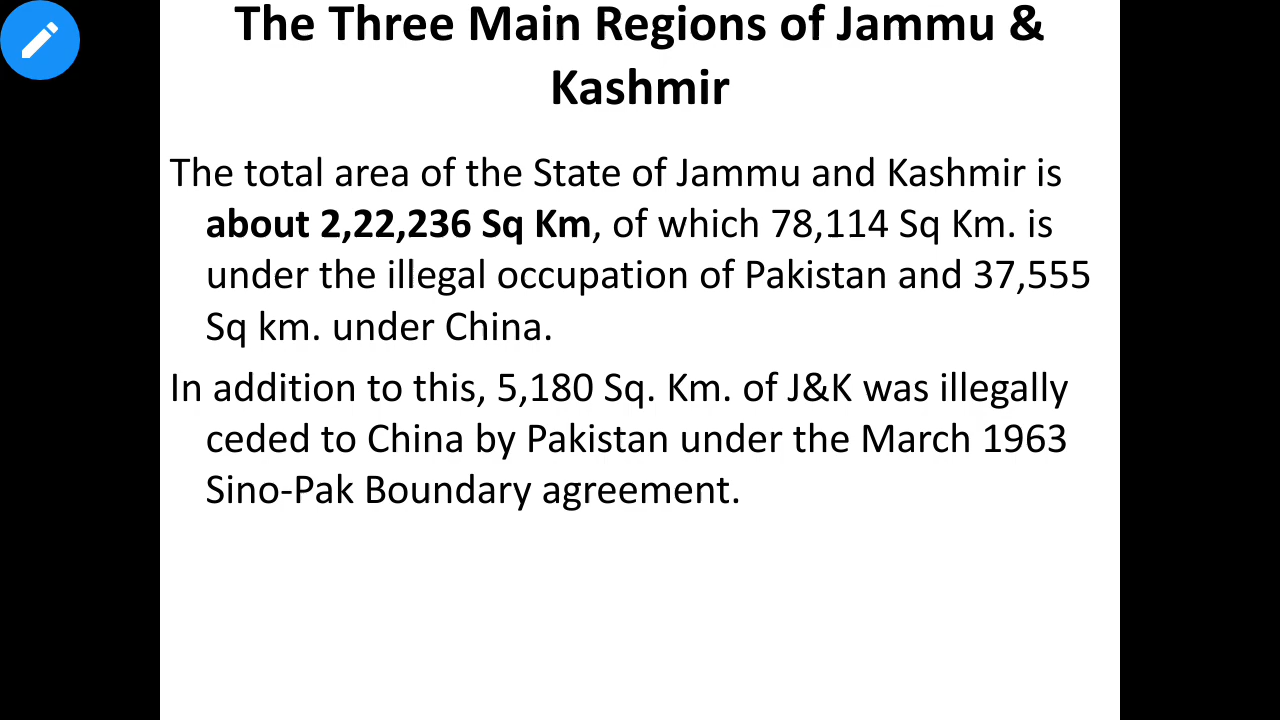 The Three Main Regions of Jammu &
Kashmir
The total area of the State of Jammu and Kashmir is
about 2,22,236 Sq Km, of which 78,114 Sq Km. is
under the illegal occupation of Pakistan and 37,555
Sq km. under China.
In addition to this, 5,180 Sq. Km. of J&K was illegally
ceded to China by Pakistan under the March 1963
Sino-Pak Boundary agreement.